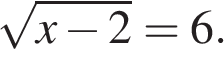 √(x − 2) = 6.